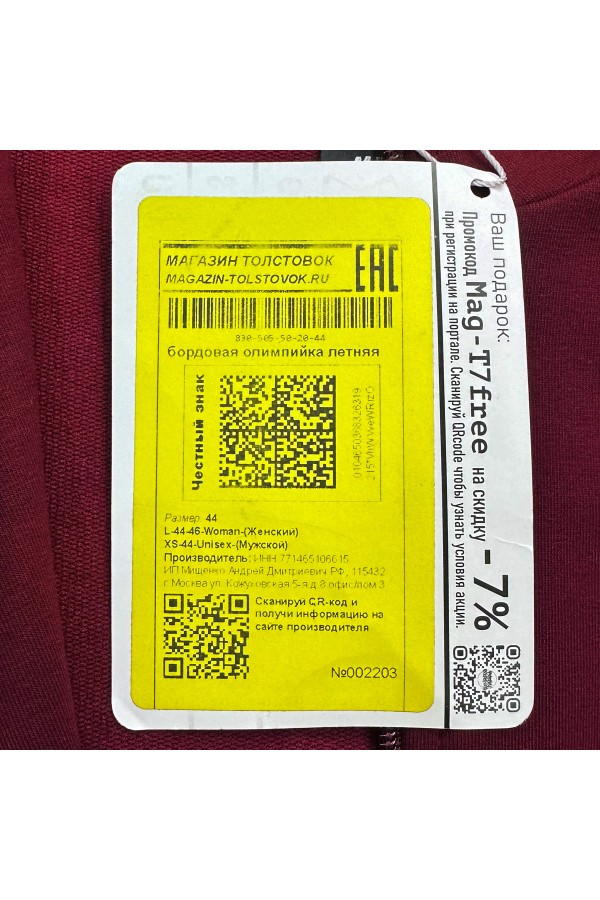 МАГАЗИН ТОЛСТОВОК
MAGAZIN-TOLSTOVOK.RU
EAC
830-505-50-20-44
бордовая олимпийка летняя
Честный знак
0104650368326319
Размер: 44
L-44-46-Woman-(Женский)
XS-44-Unisex-(Мужской)
Производитель: ИНН 771465106615
ИП Мищенко Андрей Дмитриевич РФ, 115432
г Москва ул. Кожуховская 5-я д 8 офис/пом 3
Сканируй QR-код и
получи информацию на
сайте производителя
№002203
Ваш подарок:
Промокод Mag-T7free на скидку - 7%
при регистрации на портале. Сканируй QRcode чтобы узнать условия акции.